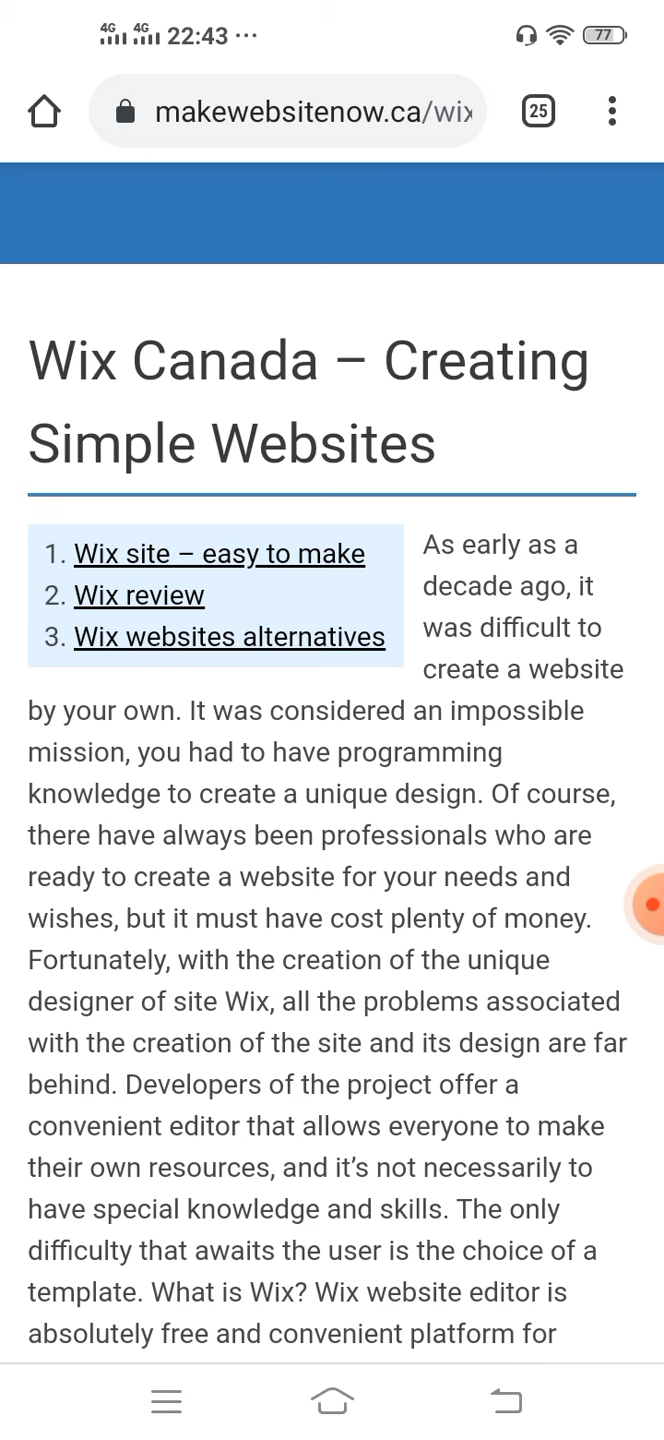 4G 4G 22:43 ... 77
makewebsitenow.ca/wix 25
Wix Canada – Creating
Simple Websites
1. Wix site – easy to make
2. Wix review
3. Wix websites alternatives
As early as a
decade ago, it
was difficult to
create a website
by your own. It was considered an impossible
mission, you had to have programming
knowledge to create a unique design. Of course,
there have always been professionals who are
ready to create a website for your needs and
wishes, but it must have cost plenty of money.
Fortunately, with the creation of the unique
designer of site Wix, all the problems associated
with the creation of the site and its design are far
behind. Developers of the project offer a
convenient editor that allows everyone to make
their own resources, and it’s not necessarily to
have special knowledge and skills. The only
difficulty that awaits the user is the choice of a
template. What is Wix? Wix website editor is
absolutely free and convenient platform for